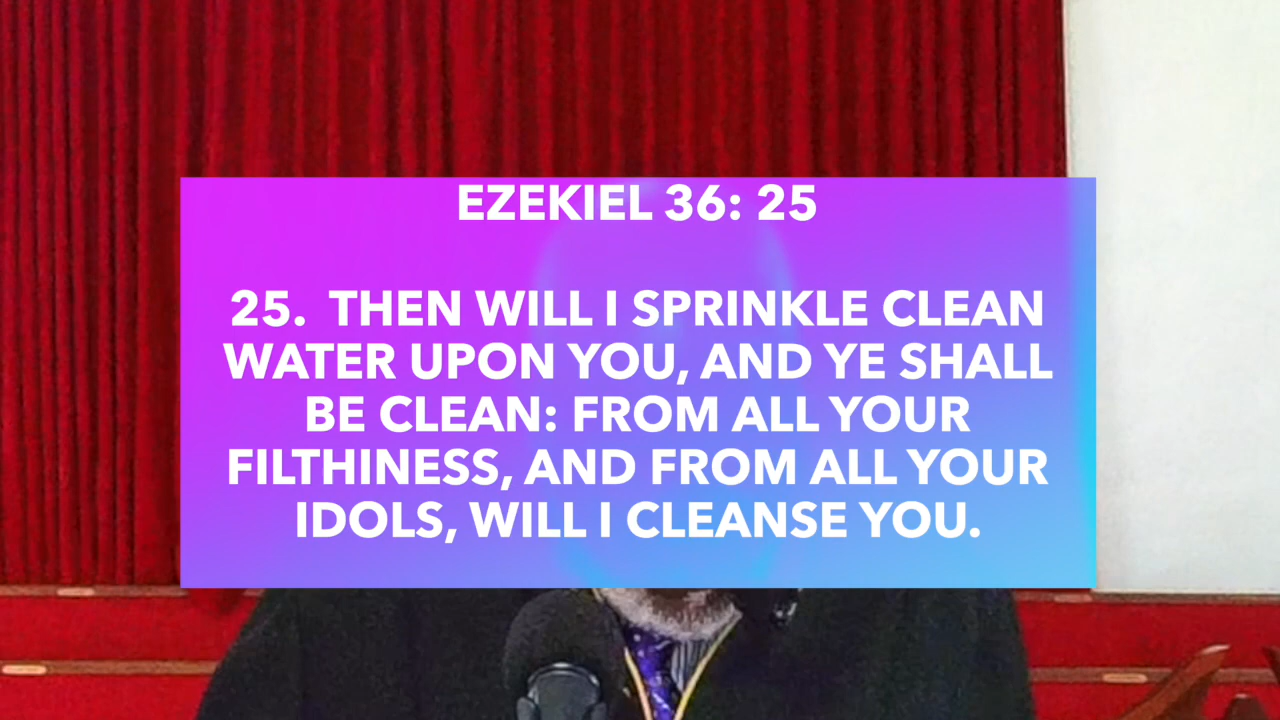 EZEKIEL 36: 25
25. THEN WILL I SPRINKLE CLEAN
WATER UPON YOU, AND YE SHALL
BE CLEAN: FROM ALL YOUR
FILTHINESS, AND FROM ALL YOUR
IDOLS, WILL I CLEANSE YOU.